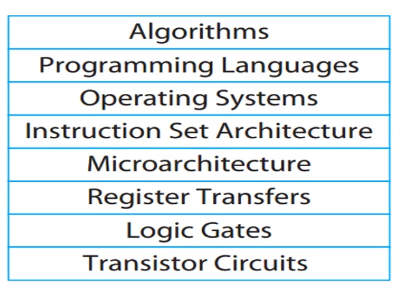 Algorithms
Programming Languages
Operating Systems
Instruction Set Architecture
Microarchitecture
Register Transfers
Logic Gates
Transistor Circuits